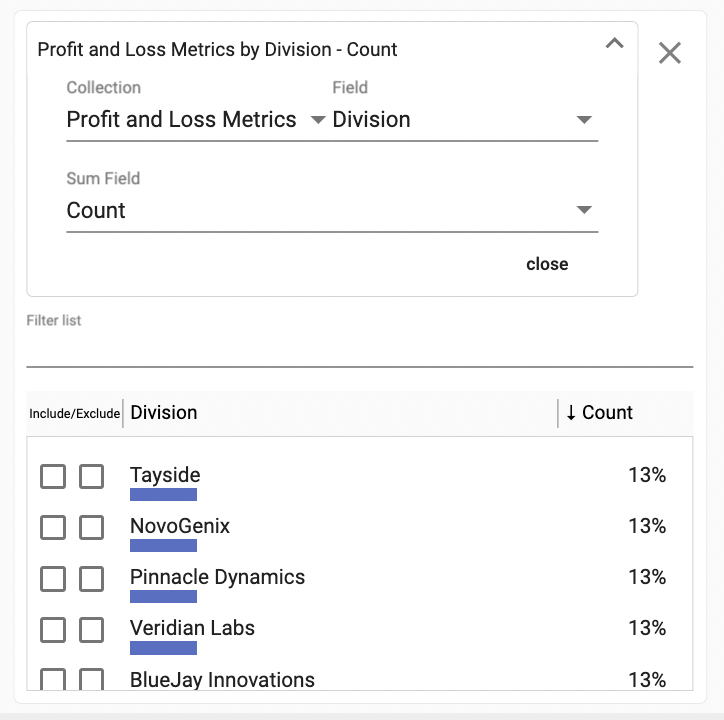 Profit and Loss Metrics by Division - Count
Collection Field
Profit and Loss Metrics Division
Sum Field
Count
close
Filter list
Include/Exclude Division ↓ Count
Tayside 13%
NovoGenix 13%
Pinnacle Dynamics 13%
Veridian Labs 13%
BlueJay Innovations 13%